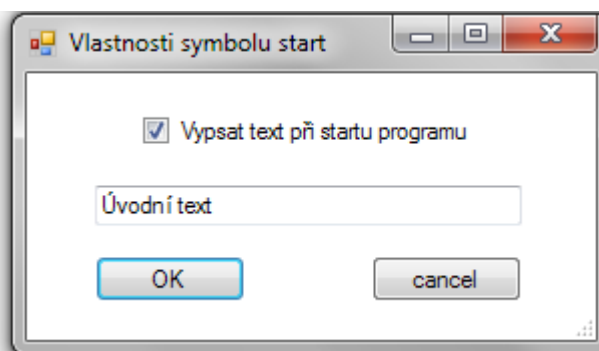 Vlastnosti symbolu start
Vypsat text při startu programu
Úvodní text
OK
cancel